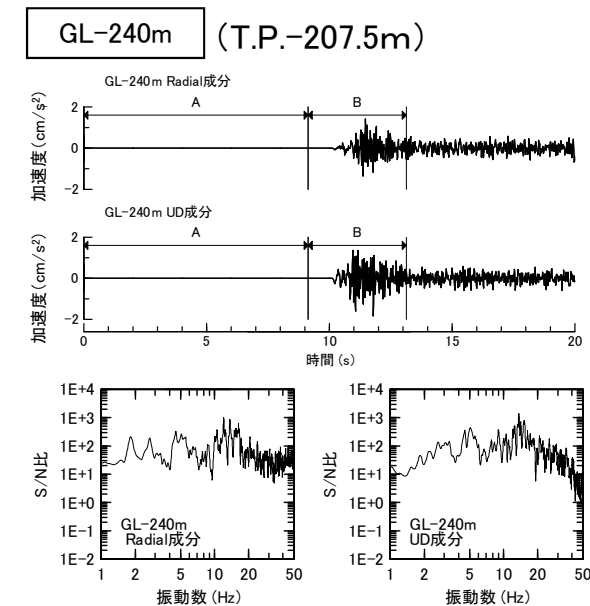 GL-240m (T.P.-207.5m)
GL-240m Radial成分
加速度(cm/s²)
2
0
-2
A
B
GL-240m UD成分
加速度(cm/s²)
2
0
-2
A
B
0 5 10 15 20
時間(s)
S/N比
1E+4
1E+3
1E+2
1E+1
1E+0
1E-1
1E-2
GL-240m
Radial成分
1 2 5 10 20 50
振動数(Hz)
S/N比
1E+4
1E+3
1E+2
1E+1
1E+0
1E-1
1E-2
GL-240m
UD成分
1 2 5 10 20 50
振動数(Hz)